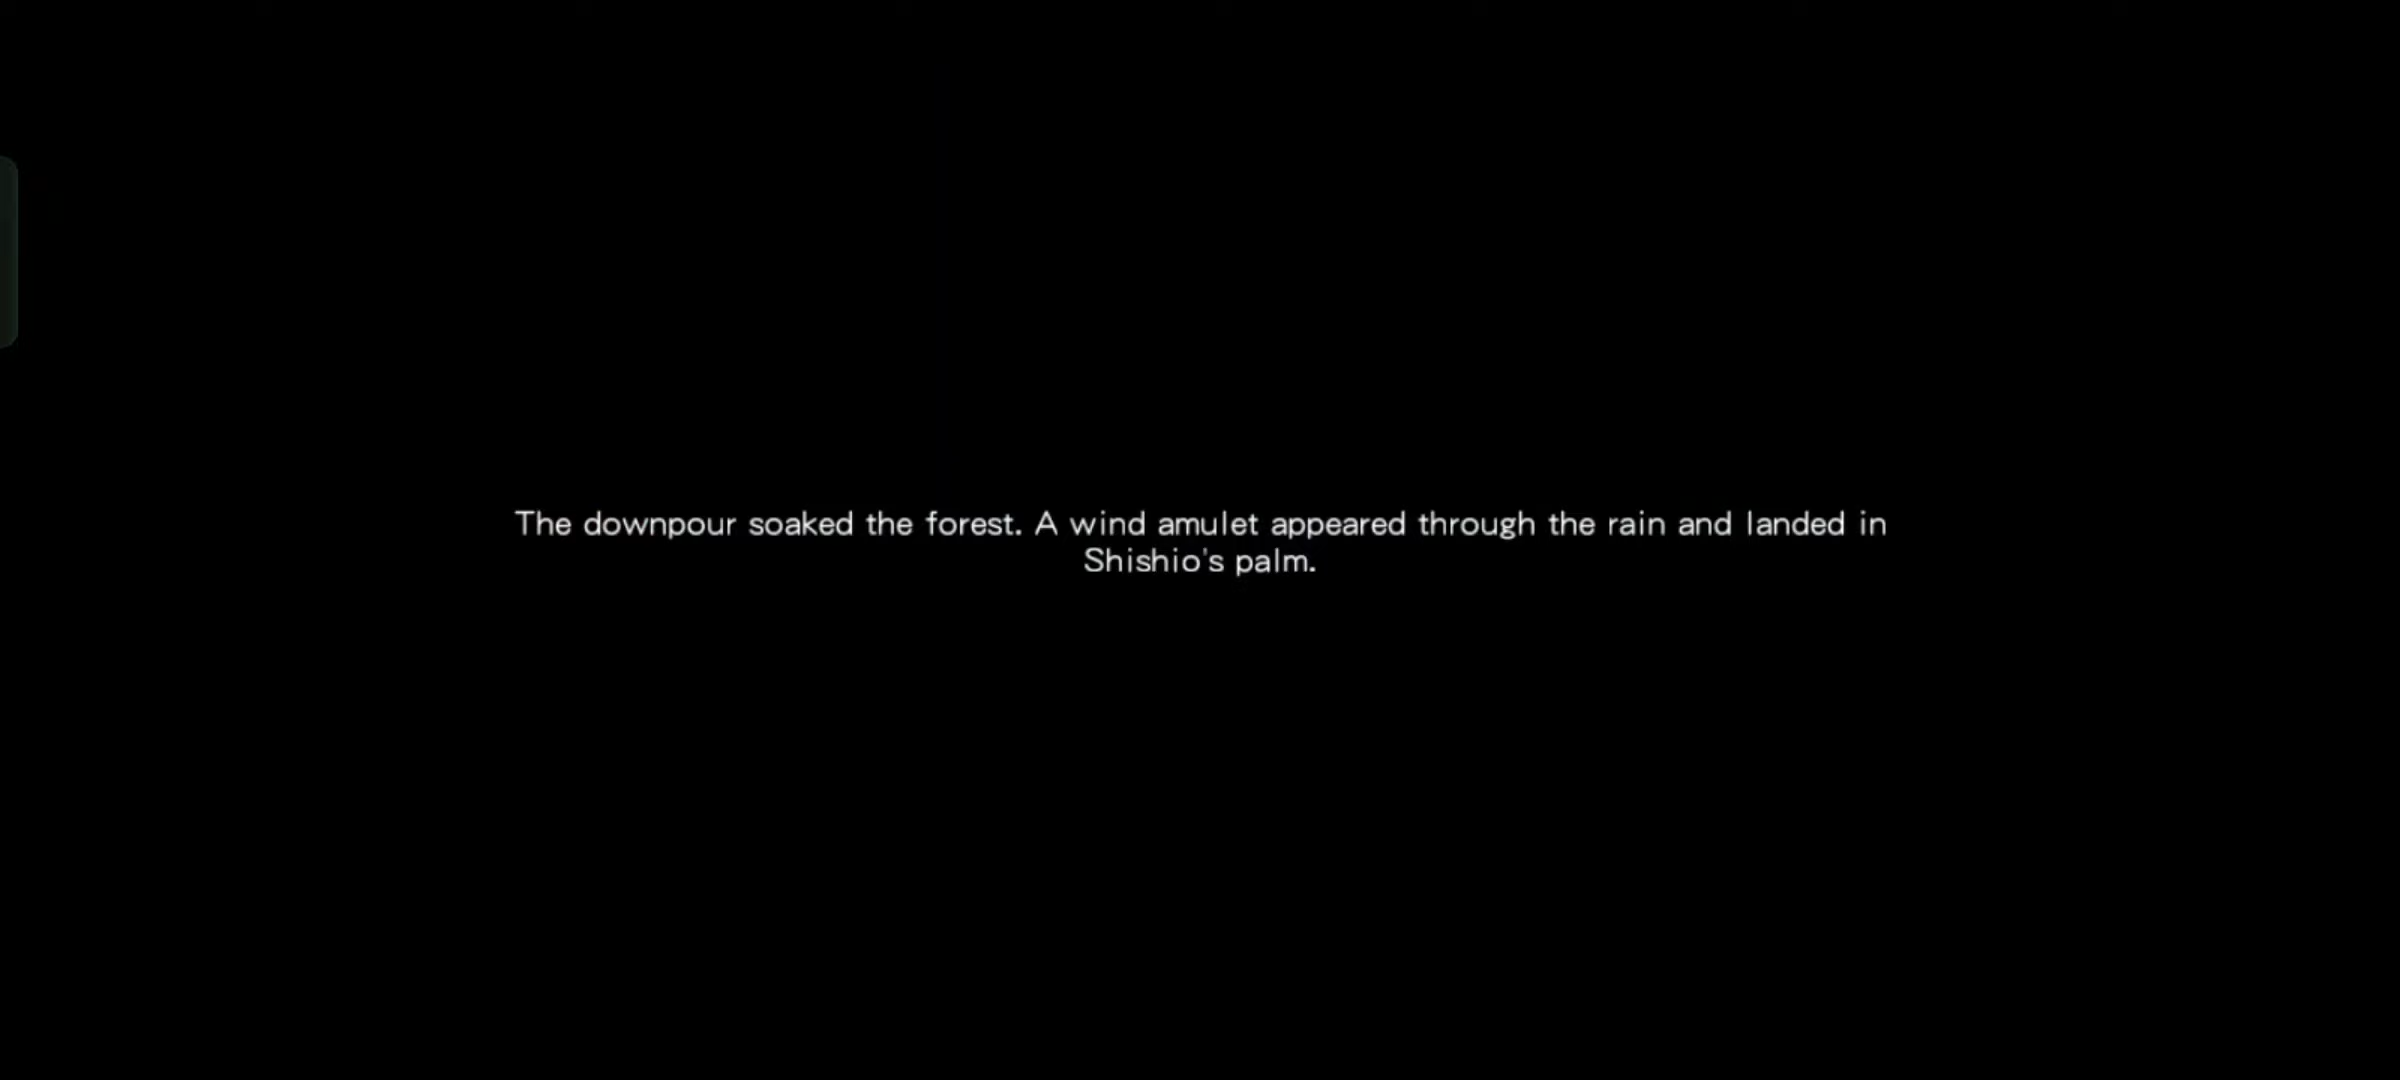 The downpour soaked the forest. A wind amulet appeared through the rain and landed in
Shishio's palm.